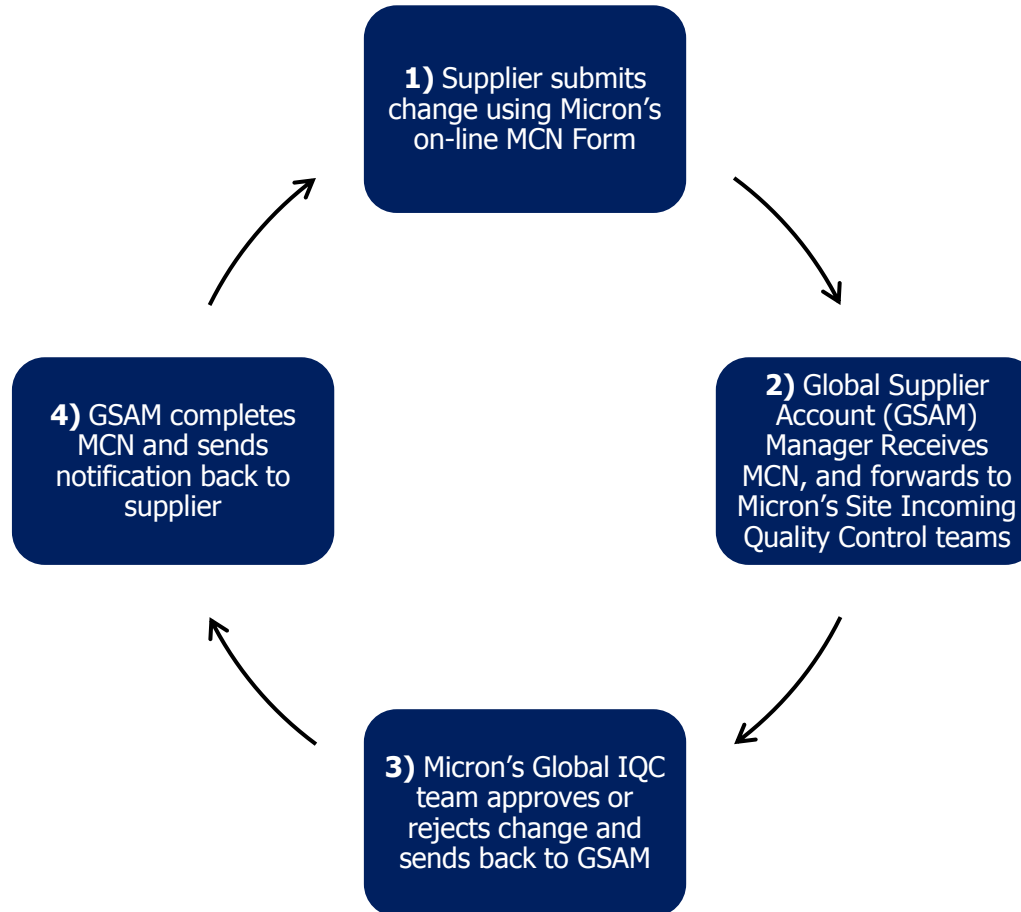 1) Supplier submits
change using Micron’s
on-line MCN Form
2) Global Supplier
Account (GSAM)
Manager Receives
MCN, and forwards to
Micron’s Site Incoming
Quality Control teams
3) Micron’s Global IQC
team approves or
rejects change and
sends back to GSAM
4) GSAM completes
MCN and sends
notification back to
supplier